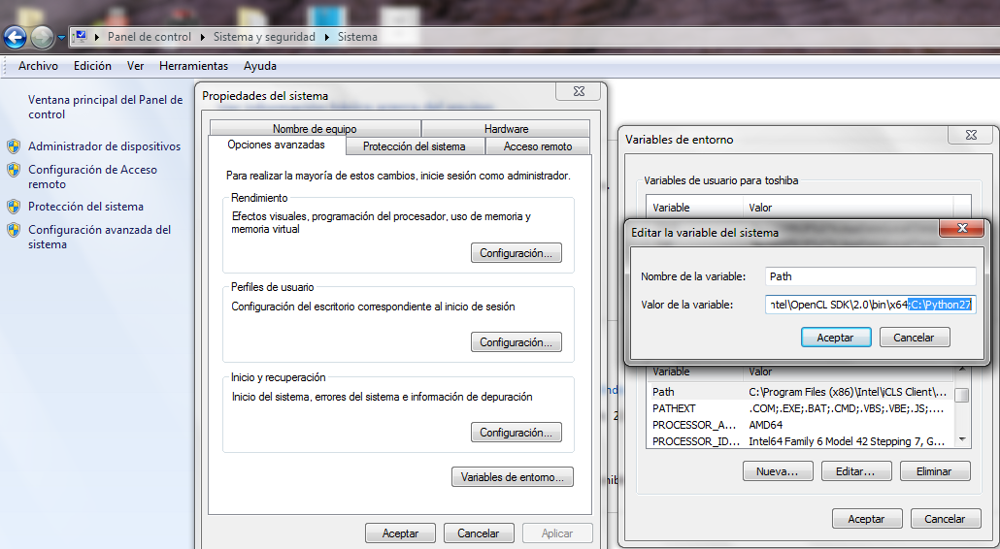 Panel de control Sistema y seguridad Sistema
Archivo Edición Ver Herramientas Ayuda
Ventana principal del Panel de
control
Administrador de dispositivos
Configuración de Acceso
remoto
Protección del sistema
Configuración avanzada del
sistema
Propiedades del sistema
Nombre de equipo Hardware
Opciones avanzadas Protección del sistema Acceso remoto
Para realizar la mayoría de estos cambios, inicie sesión como administrador.
Rendimiento
Efectos visuales, programación del procesador, uso de memoria y
memoria virtual
Configuración...
Perfiles de usuario
Configuración del escritorio correspondiente al inicio de sesión
Configuración...
Inicio y recuperación
Inicio del sistema, errores del sistema e información de depuración
Configuración...
Variables de entorno...
Aceptar Cancelar Aplicar
Variables de entorno
Variables de usuario para toshiba
Variable Valor
Editar la variable del sistema
Nombre de la variable: Path
Valor de la variable: ntel\OpenCL SDK\2.0\bin\x64;C:\Python27
Aceptar Cancelar
Variable Valor
Path C:\Program Files (x86)\Intel\iCLS Client\...
PATHEXT .COM;.EXE;.BAT;.CMD;.VBS;.VBE;.JS;....
PROCESSOR_A... AMD64
PROCESSOR_ID... Intel64 Family 6 Model 42 Stepping 7, G...
Nueva... Editar... Eliminar
Aceptar Cancelar